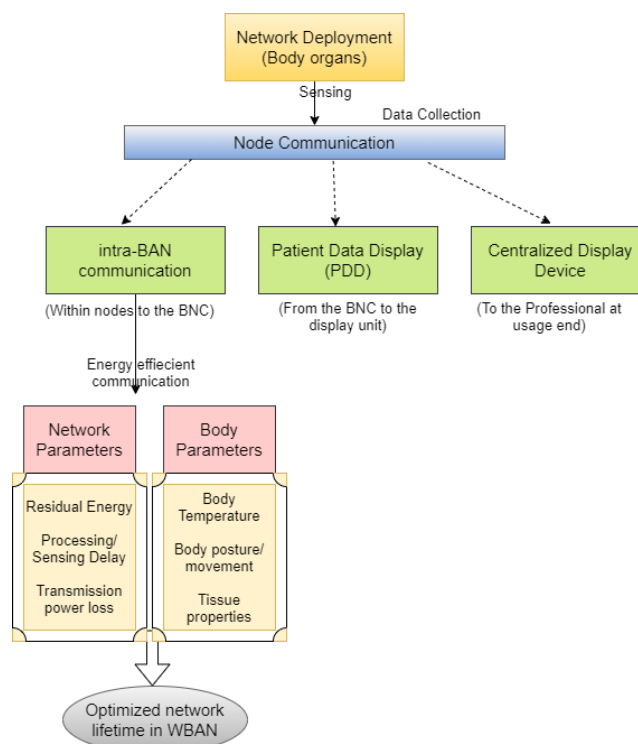 Network Deployment
(Body organs)
Sensing
Data Collection
Node Communication
intra-BAN
communication
Patient Data Display
(PDD)
Centralized Display
Device
(Within nodes to the BNC)
(From the BNC to the
display unit)
(To the Professional at
usage end)
Energy effiecient
communication
Network
Parameters
Body
Parameters
Residual Energy
Processing/
Sensing Delay
Transmission
power loss
Body
Temperature
Body posture/
movement
Tissue
properties
Optimized network
lifetime in WBAN